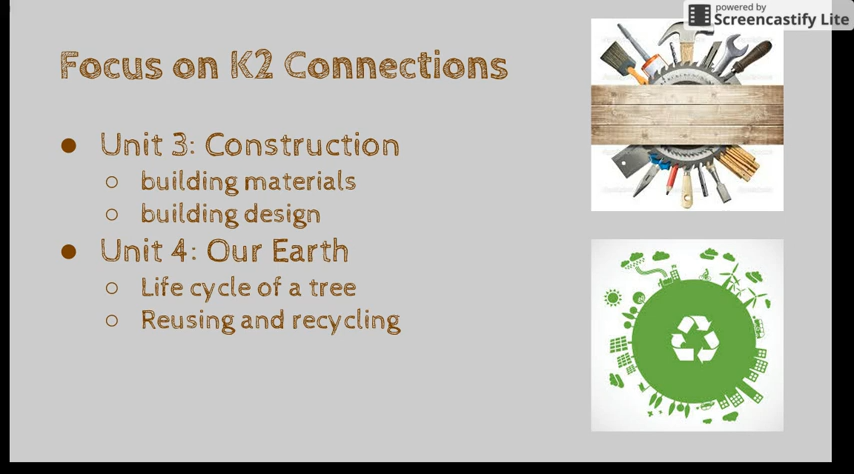 powered by
Screencastify Lite
Focus on K2 Connections
● Unit 3: Construction
○ building materials
○ building design
● Unit 4: Our Earth
○ Life cycle of a tree
○ Reusing and recycling